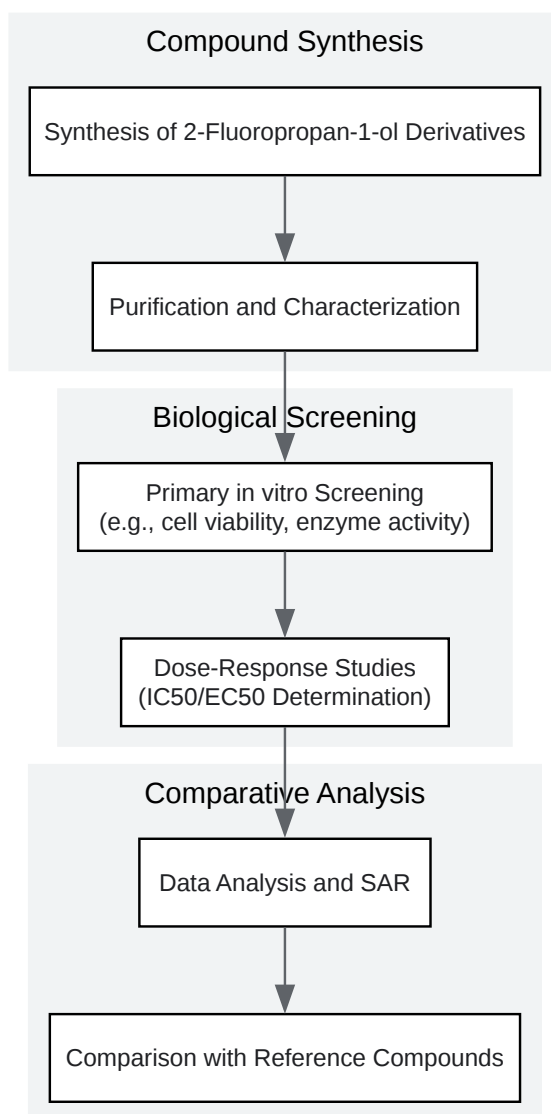 Compound Synthesis
Synthesis of 2-Fluoropropan-1-ol Derivatives
Purification and Characterization
Biological Screening
Primary in vitro Screening
(e.g., cell viability, enzyme activity)
Dose-Response Studies
(IC50/EC50 Determination)
Comparative Analysis
Data Analysis and SAR
Comparison with Reference Compounds